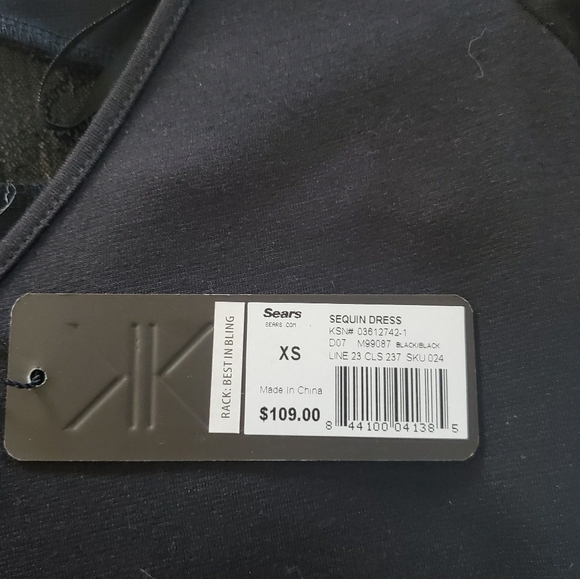 KK
RACK: BEST IN BLING
Sears
SEARS.COM
XS
Made In China
$109.00
SEQUIN DRESS
KSN# 03612742-1
D07 M99087 BLACK/BLACK
LINE 23 CLS 237 SKU 024
8 44100 04138 5